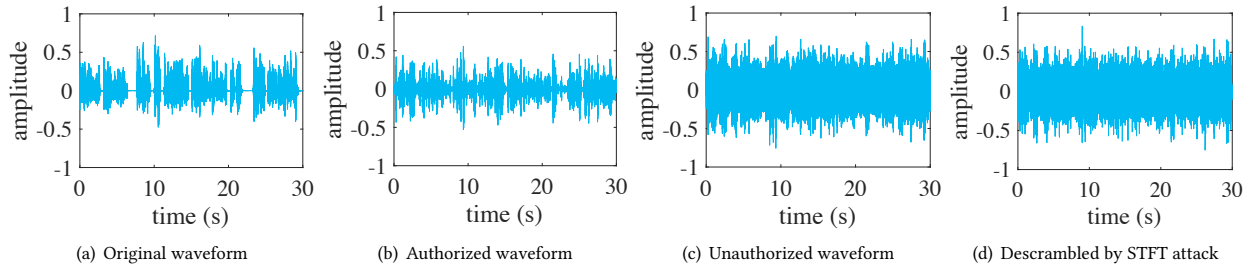 1
0.5
0
-0.5
-1
amplitude
0 10 20 30
time (s)
(a) Original waveform
1
0.5
0
-0.5
-1
amplitude
0 10 20 30
time (s)
(b) Authorized waveform
1
0.5
0
-0.5
-1
amplitude
0 10 20 30
time (s)
(c) Unauthorized waveform
1
0.5
0
-0.5
-1
amplitude
0 10 20 30
time (s)
(d) Descrambled by STFT attack